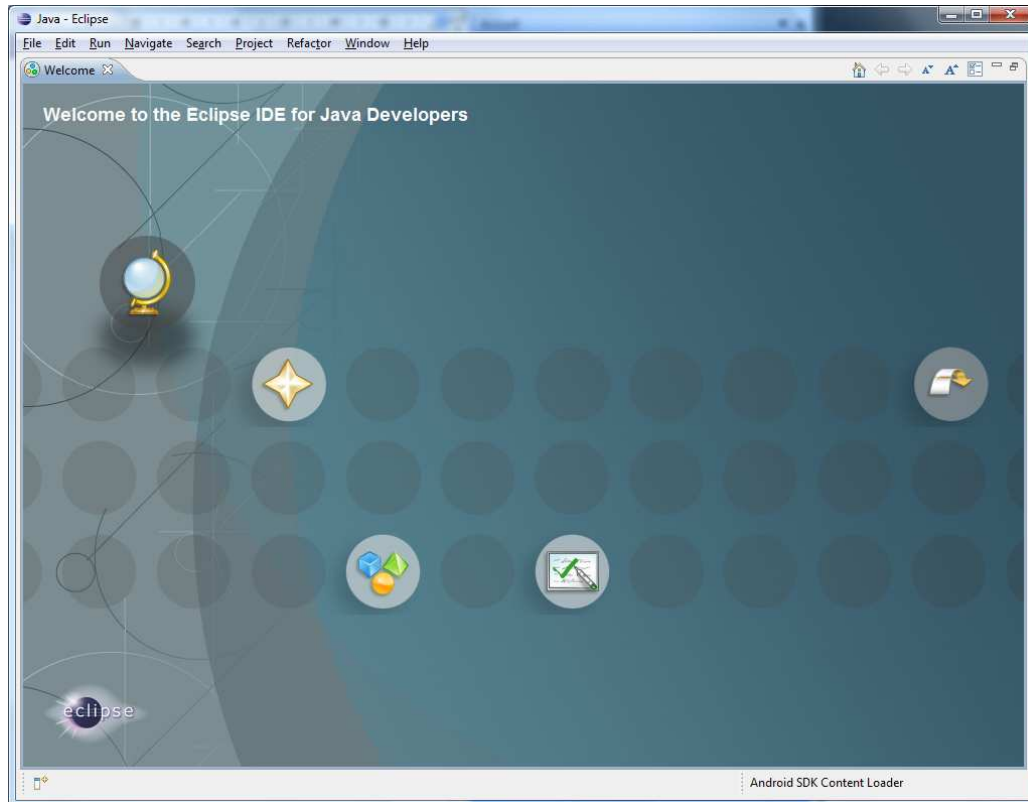 Java - Eclipse
File Edit Run Navigate Search Project Refactor Window Help
Welcome
Welcome to the Eclipse IDE for Java Developers
eclipse
Android SDK Content Loader